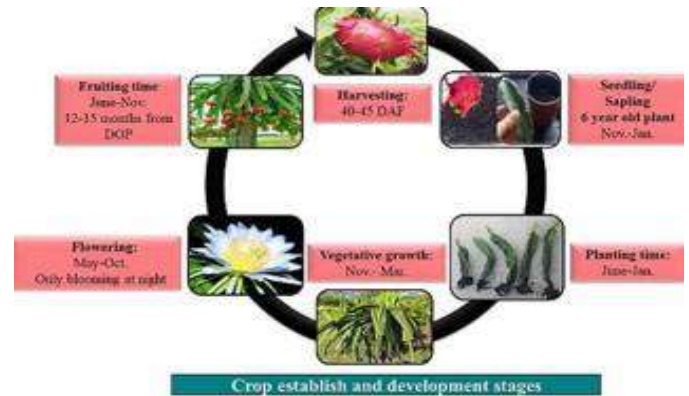 Harvesting:
40-45 DAF
Seedling/
Sapling
6 year old plant
Nov.-Jan.
Planting time:
June-Jan.
Vegetative growth:
Nov.- Mar.
Flowering:
May-Oct.
Only blooming at night
Fruiting time:
June-Nov.
12-15 months from
DOP
Crop establish and development stages